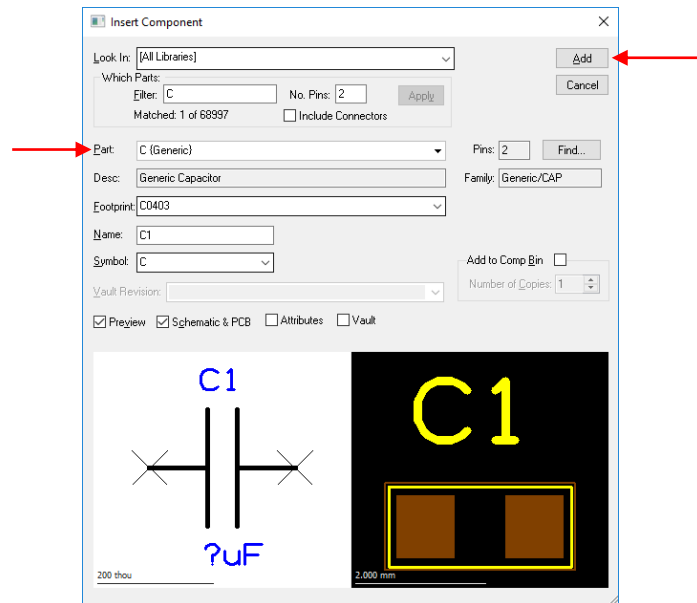 Insert Component
Look In: [All Libraries]
Add
Which Parts:
Cancel
Filter: C No. Pins: 2 Apply
Matched: 1 of 68997 Include Connectors
Part: C (Generic) Pins: 2 Find...
Desc: Generic Capacitor Family: Generic/CAP
Footprint: C0403
Name: C1
Symbol: C Add to Comp Bin
Vault Revision: Number of Copies: 1
Preview Schematic & PCB Attributes Vault
C1
?uF
200 thou
C1
2.000 mm